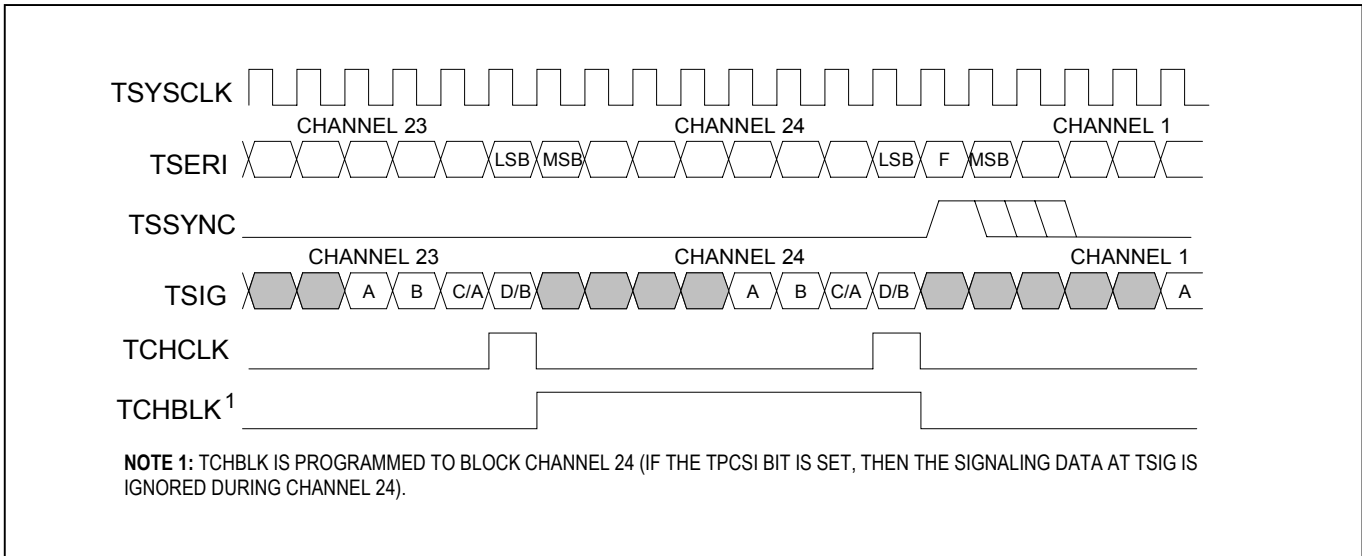 TSYSCLK
CHANNEL 23 CHANNEL 24 CHANNEL 1
TSERI LSB MSB LSB F MSB
TSSYNC
CHANNEL 23 CHANNEL 24 CHANNEL 1
TSIG A B C/A D/B A B C/A D/B A
TCHCLK
TCHBLK1
NOTE 1: TCHBLK IS PROGRAMMED TO BLOCK CHANNEL 24 (IF THE TPCSI BIT IS SET, THEN THE SIGNALING DATA AT TSIG IS
IGNORED DURING CHANNEL 24).